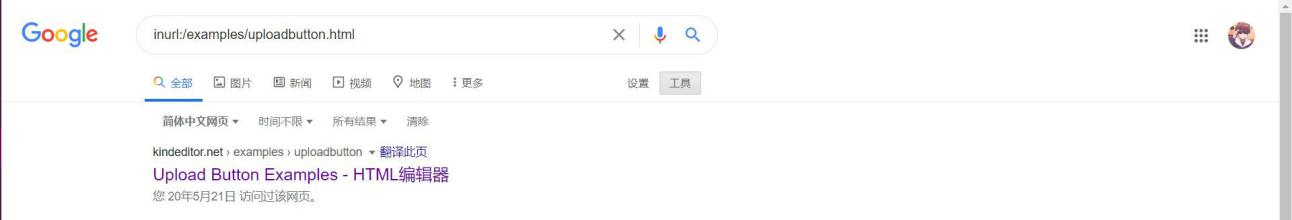 Google inurl:/examples/uploadbutton.html
全部 图片 新闻 视频 地图 更多 设置 工具
简体中文网页 时间不限 所有结果 清除
kindeditor.net › examples › uploadbutton 翻译此页
Upload Button Examples - HTML编辑器
您 20年5月21日 访问过该网页。